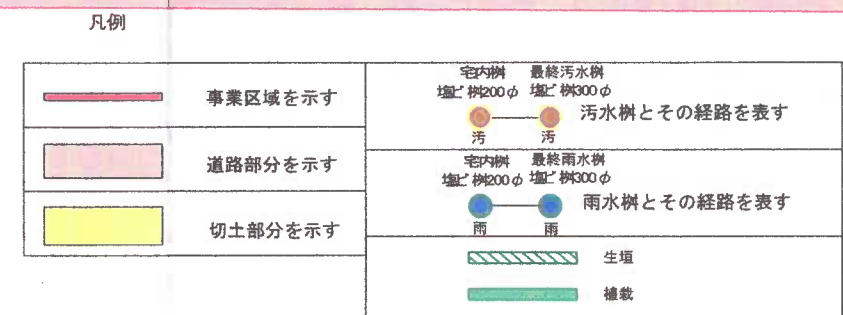 凡例
事業区域を示す
道路部分を示す
切土部分を示す
宅内桝 最終汚水桝
塩ビ桝200φ 塩ビ桝300φ
汚水桝とその経路を表す
汚 汚
宅内桝 最終雨水桝
塩ビ桝200φ 塩ビ桝300φ
雨水桝とその経路を表す
雨 雨
生垣
植栽